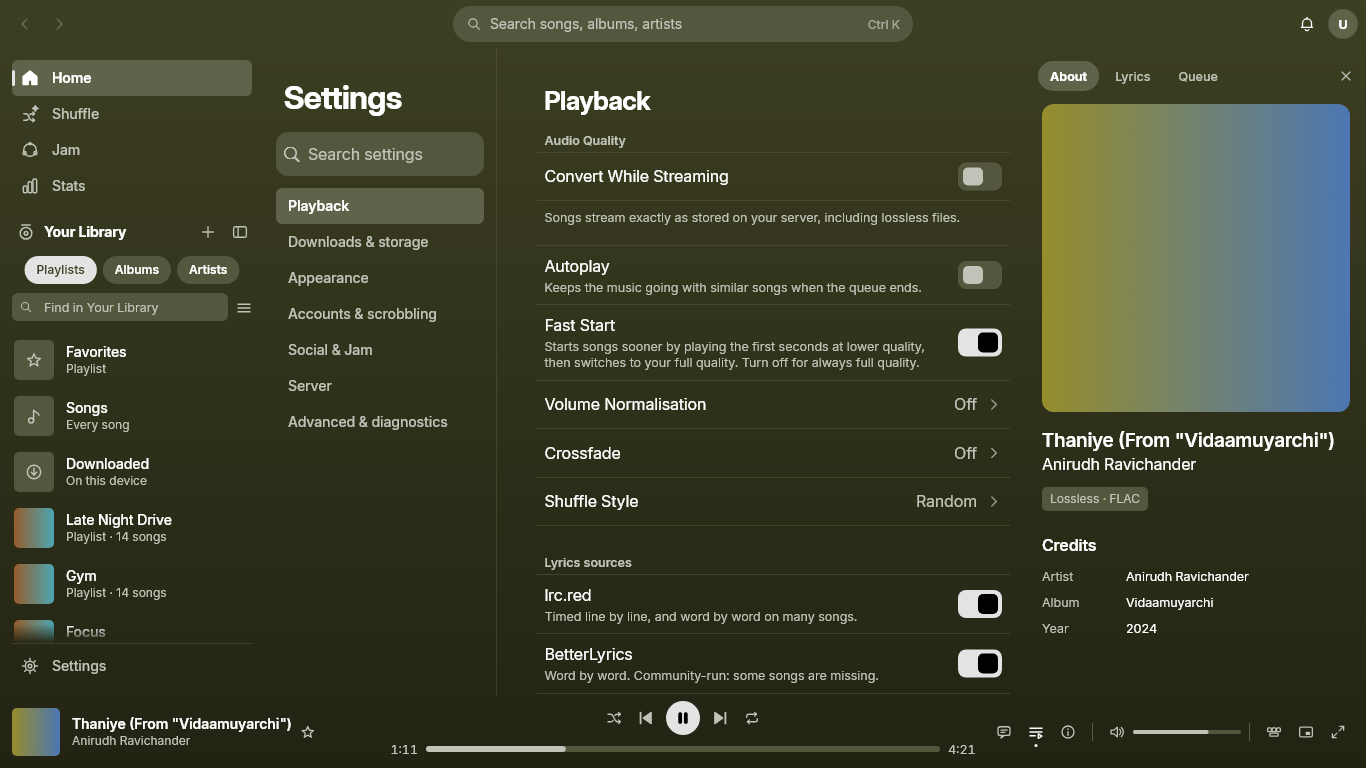 Search songs, albums, artists
Ctrl K
U
Home
Shuffle
Jam
Stats
Your Library
Playlists
Albums
Artists
Find in Your Library
Favorites
Playlist
Songs
Every song
Downloaded
On this device
Late Night Drive
Playlist · 14 songs
Gym
Playlist · 14 songs
Focus
Settings
Settings
Search settings
Playback
Downloads & storage
Appearance
Accounts & scrobbling
Social & Jam
Server
Advanced & diagnostics
Playback
Audio Quality
Convert While Streaming
Songs stream exactly as stored on your server, including lossless files.
Autoplay
Keeps the music going with similar songs when the queue ends.
Fast Start
Starts songs sooner by playing the first seconds at lower quality,
then switches to your full quality. Turn off for always full quality.
Volume Normalisation
Off
Crossfade
Off
Shuffle Style
Random
Lyrics sources
lrc.red
Timed line by line, and word by word on many songs.
BetterLyrics
Word by word. Community-run: some songs are missing.
About
Lyrics
Queue
Thaniye (From "Vidaamuyarchi")
Anirudh Ravichander
Lossless · FLAC
Credits
Artist
Anirudh Ravichander
Album
Vidaamuyarchi
Year
2024
Thaniye (From "Vidaamuyarchi")
Anirudh Ravichander
1:11
4:21